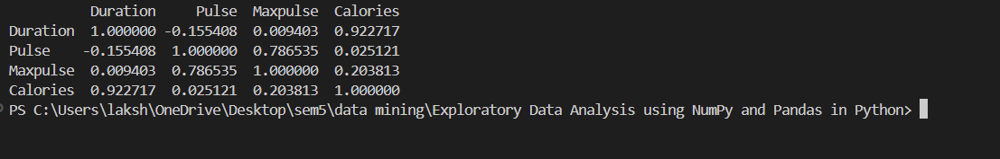 Duration Pulse Maxpulse Calories
Duration 1.000000 -0.155408 0.009403 0.922717
Pulse -0.155408 1.000000 0.786535 0.025121
Maxpulse 0.009403 0.786535 1.000000 0.203813
Calories 0.922717 0.025121 0.203813 1.000000
PS C:\Users\laksh\OneDrive\Desktop\sem5\data mining\Exploratory Data Analysis using NumPy and Pandas in Python>